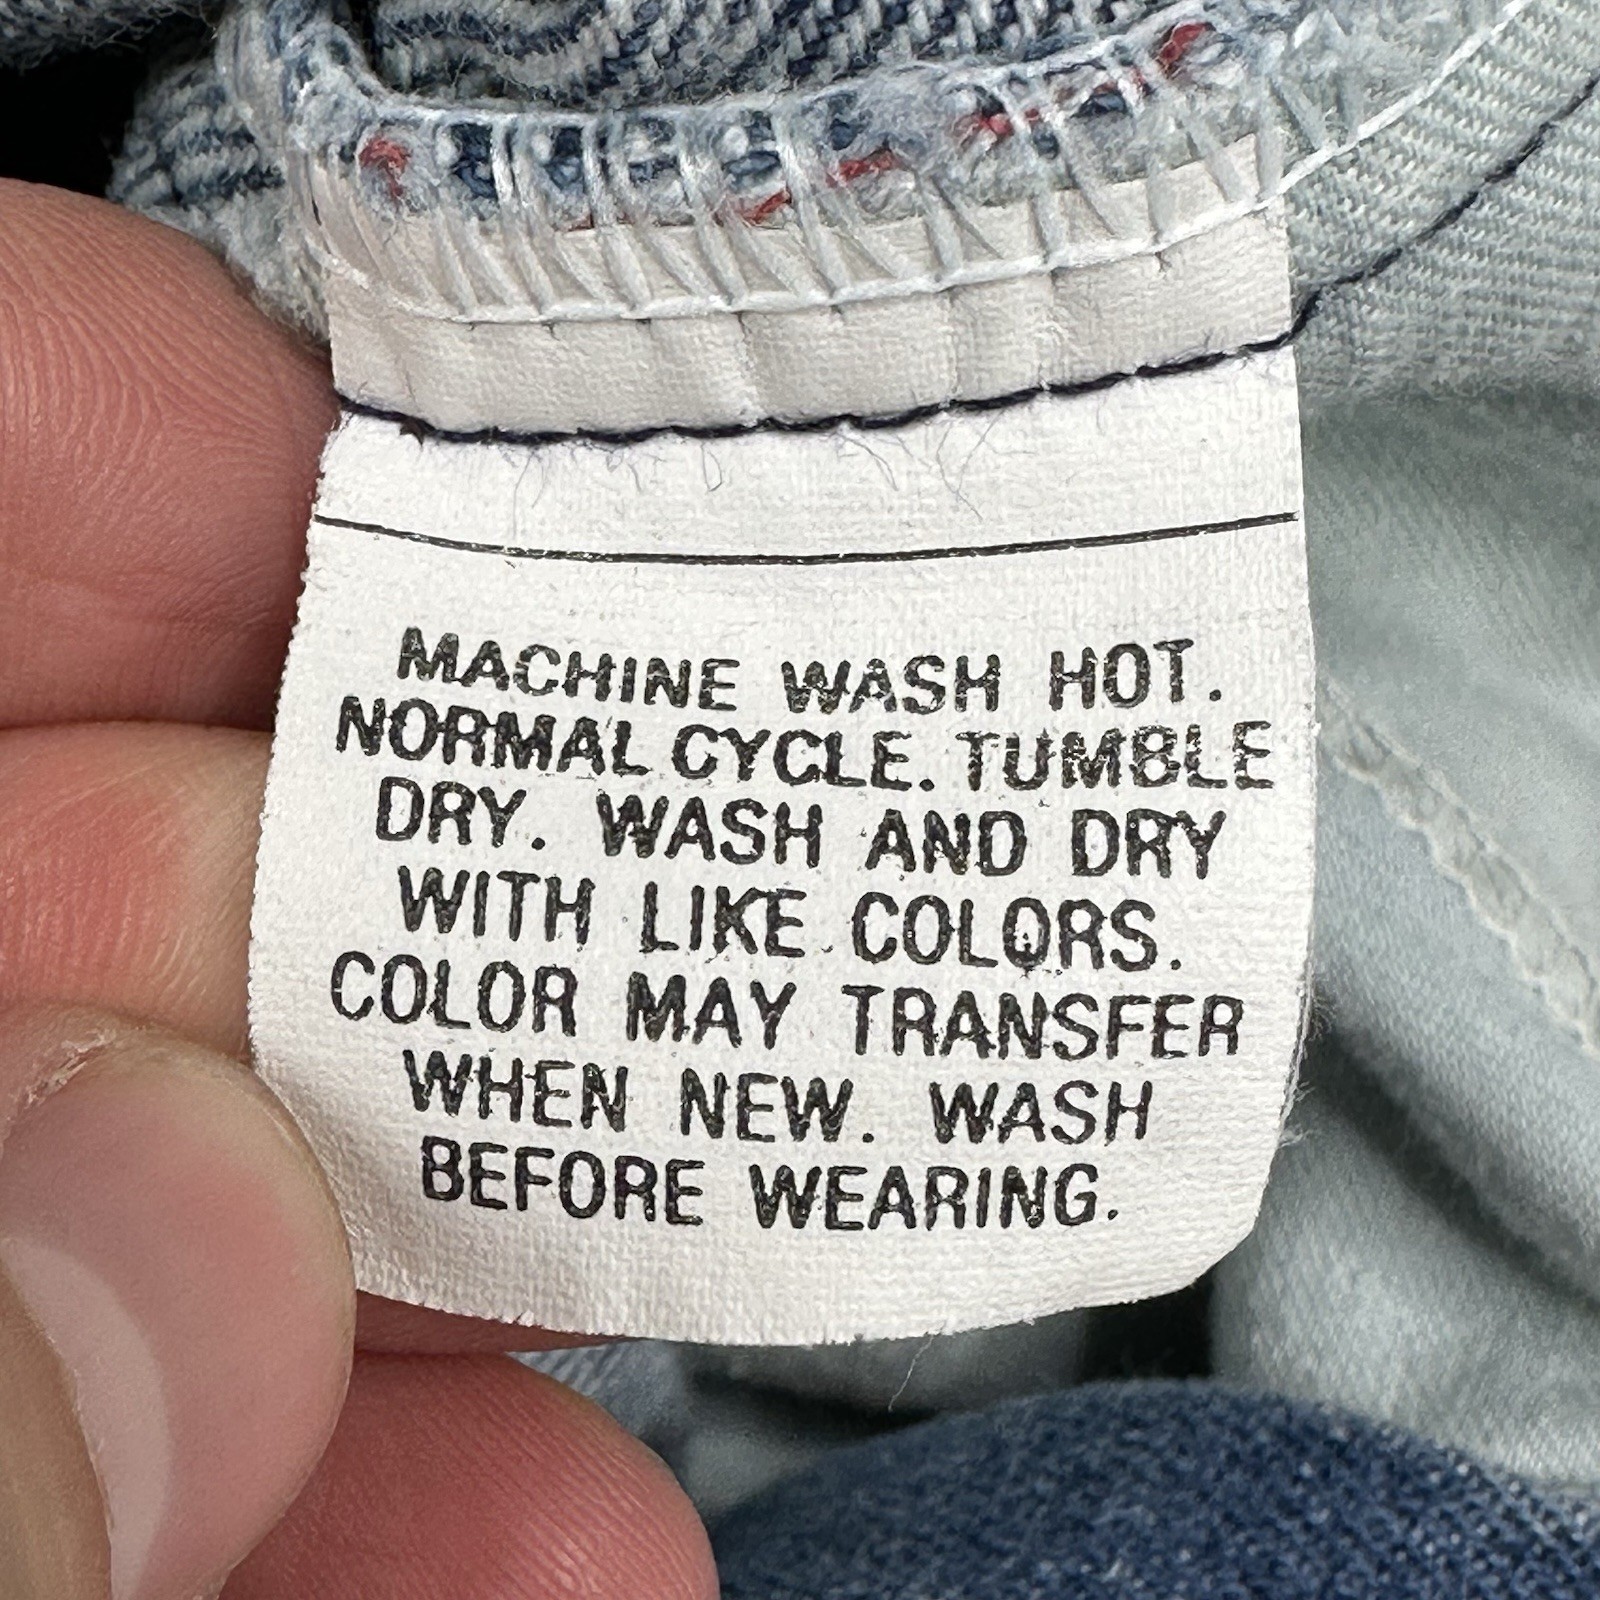 MACHINE WASH HOT.
NORMAL CYCLE. TUMBLE
DRY. WASH AND DRY
WITH LIKE COLORS.
COLOR MAY TRANSFER
WHEN NEW. WASH
BEFORE WEARING.